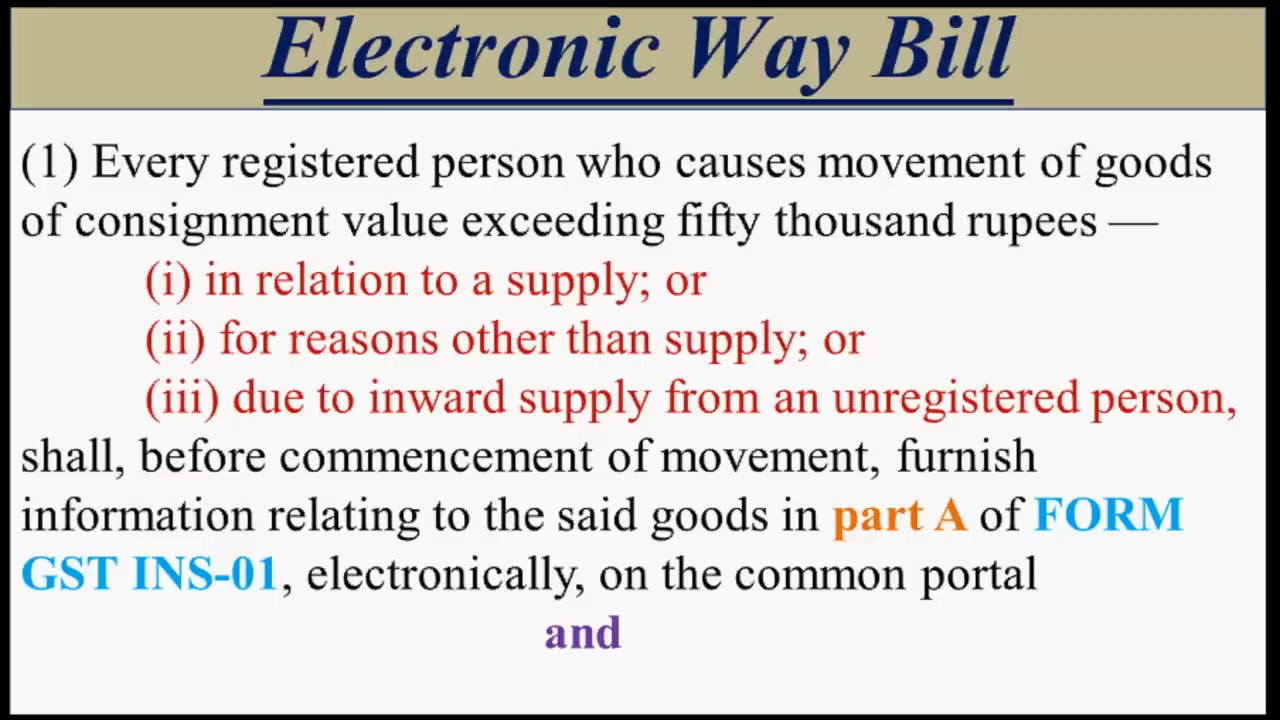 Electronic Way Bill
(1) Every registered person who causes movement of goods
of consignment value exceeding fifty thousand rupees —
(i) in relation to a supply; or
(ii) for reasons other than supply; or
(iii) due to inward supply from an unregistered person,
shall, before commencement of movement, furnish
information relating to the said goods in part A of FORM
GST INS-01, electronically, on the common portal
and